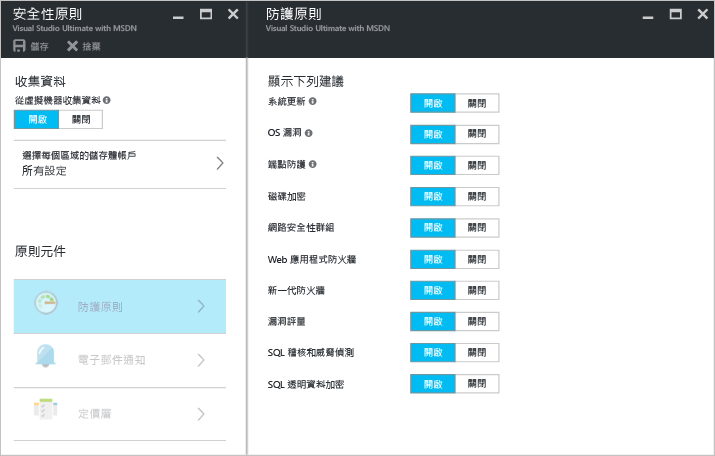 安全性原則
Visual Studio Ultimate with MSDN
儲存 捨棄
收集資料
從虛擬機器收集資料
開啟 關閉
選擇每個區域的儲存體帳戶
所有設定
原則元件
防護原則
電子郵件通知
定價層
防護原則
Visual Studio Ultimate with MSDN
顯示下列建議
系統更新 開啟 關閉
OS 漏洞 開啟 關閉
端點防護 開啟 關閉
磁碟加密 開啟 關閉
網路安全性群組 開啟 關閉
Web 應用程式防火牆 開啟 關閉
新一代防火牆 開啟 關閉
漏洞評量 開啟 關閉
SQL 稽核和威脅偵測 開啟 關閉
SQL 透明資料加密 開啟 關閉